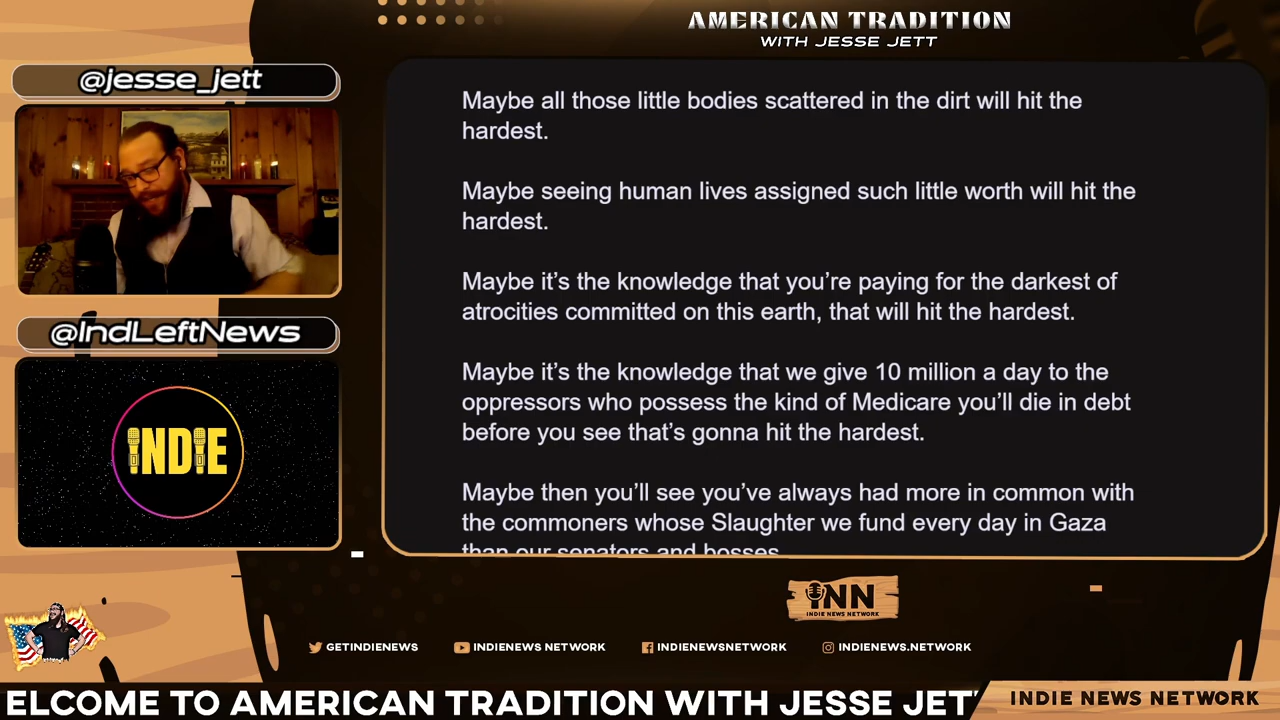 AMERICAN TRADITION
WITH JESSE JETT
@jesse_jett
@IndLeftNews
INDIE
Maybe all those little bodies scattered in the dirt will hit the
hardest.
Maybe seeing human lives assigned such little worth will hit the
hardest.
Maybe it’s the knowledge that you’re paying for the darkest of
atrocities committed on this earth, that will hit the hardest.
Maybe it’s the knowledge that we give 10 million a day to the
oppressors who possess the kind of Medicare you’ll die in debt
before you see that’s gonna hit the hardest.
Maybe then you’ll see you’ve always had more in common with
the commoners whose Slaughter we fund every day in Gaza
than our senators and bosses
INN
INDIE NEWS NETWORK
GETINDIENEWS
INDIENEWS NETWORK
INDIENEWSNETWORK
INDIENEWS.NETWORK
ELCOME TO AMERICAN TRADITION WITH JESSE JET
INDIE NEWS NETWORK